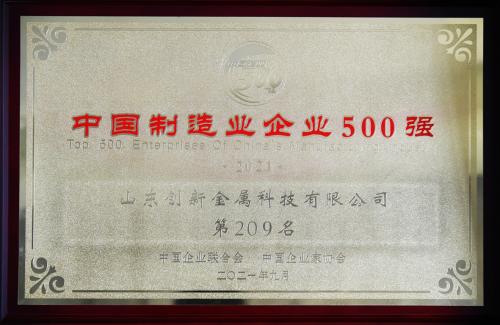 中国制造业企业500强
Top 500 Enterprises Of China's Manufacturing Industry
· 2021 ·
山东创新金属科技有限公司
第209名
中国企业联合会 中国企业家协会
二〇二一年九月